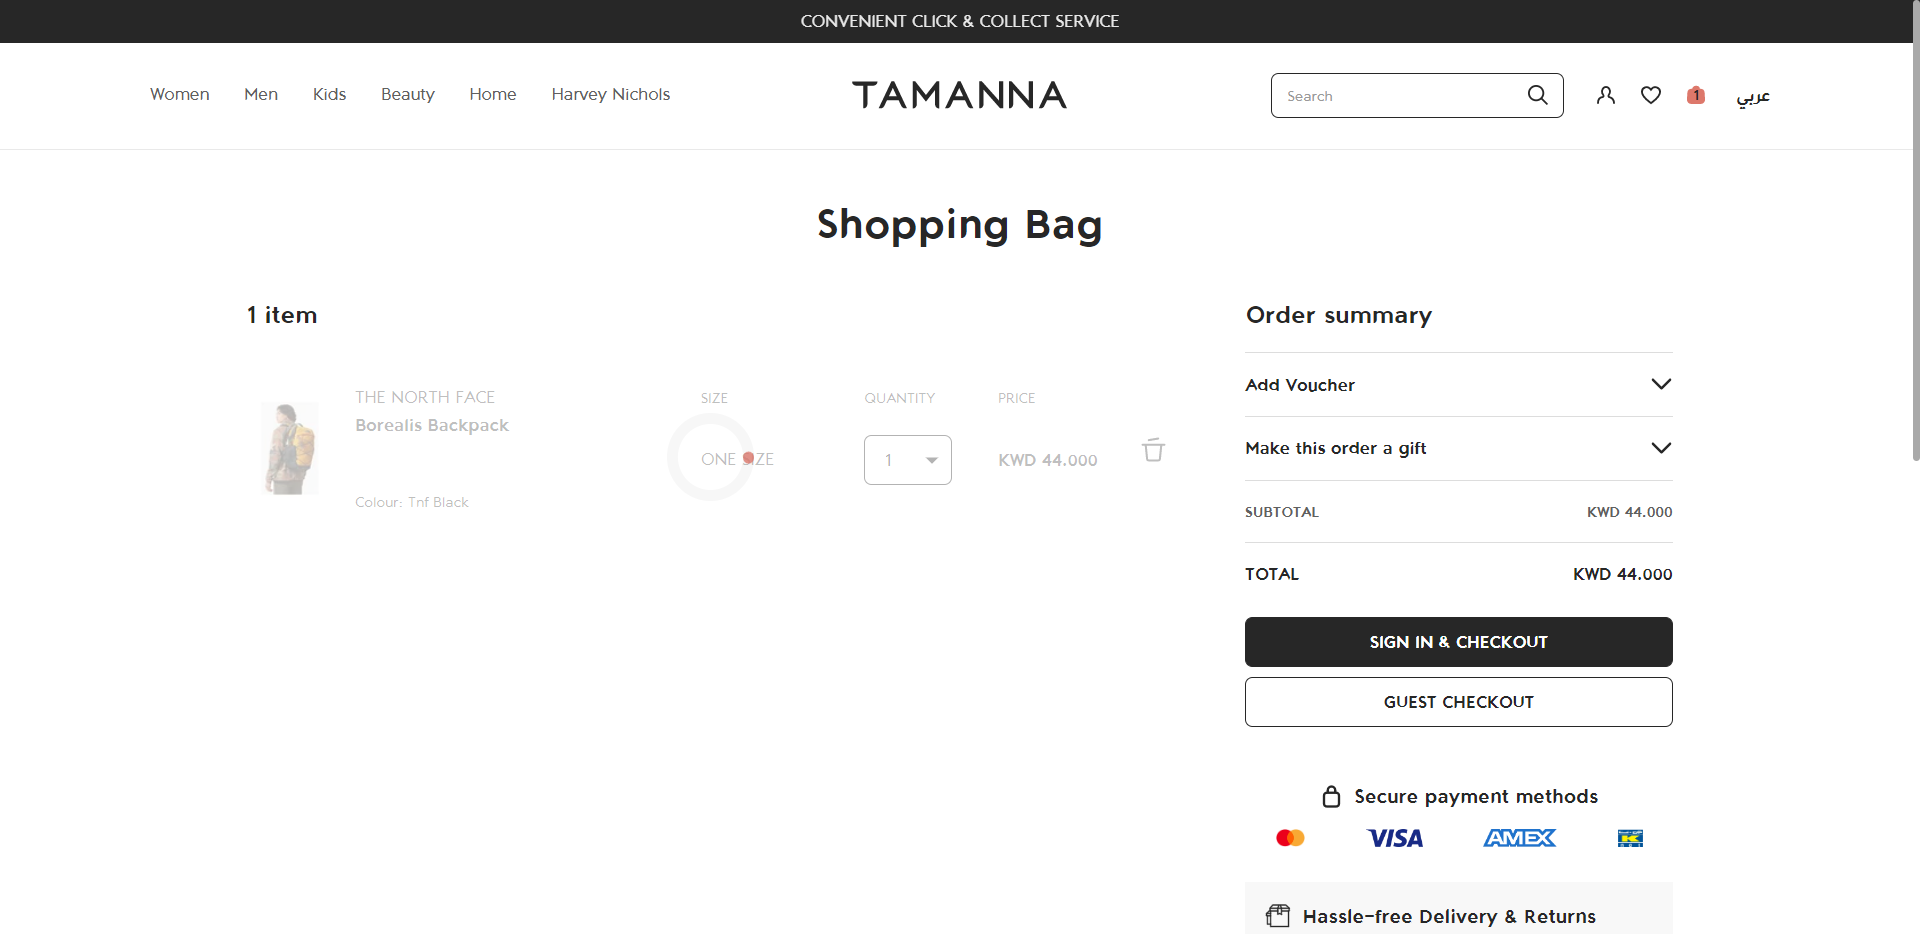 CONVENIENT CLICK & COLLECT SERVICE
Women Men Kids Beauty Home Harvey Nichols
TAMANNA
Search
1
عربي
Shopping Bag
1 item
THE NORTH FACE
Borealis Backpack
Colour: Tnf Black
SIZE
ONE SIZE
QUANTITY
1
PRICE
KWD 44.000
Order summary
Add Voucher
Make this order a gift
SUBTOTAL KWD 44.000
TOTAL KWD 44.000
SIGN IN & CHECKOUT
GUEST CHECKOUT
Secure payment methods
VISA AMEX
Hassle-free Delivery & Returns